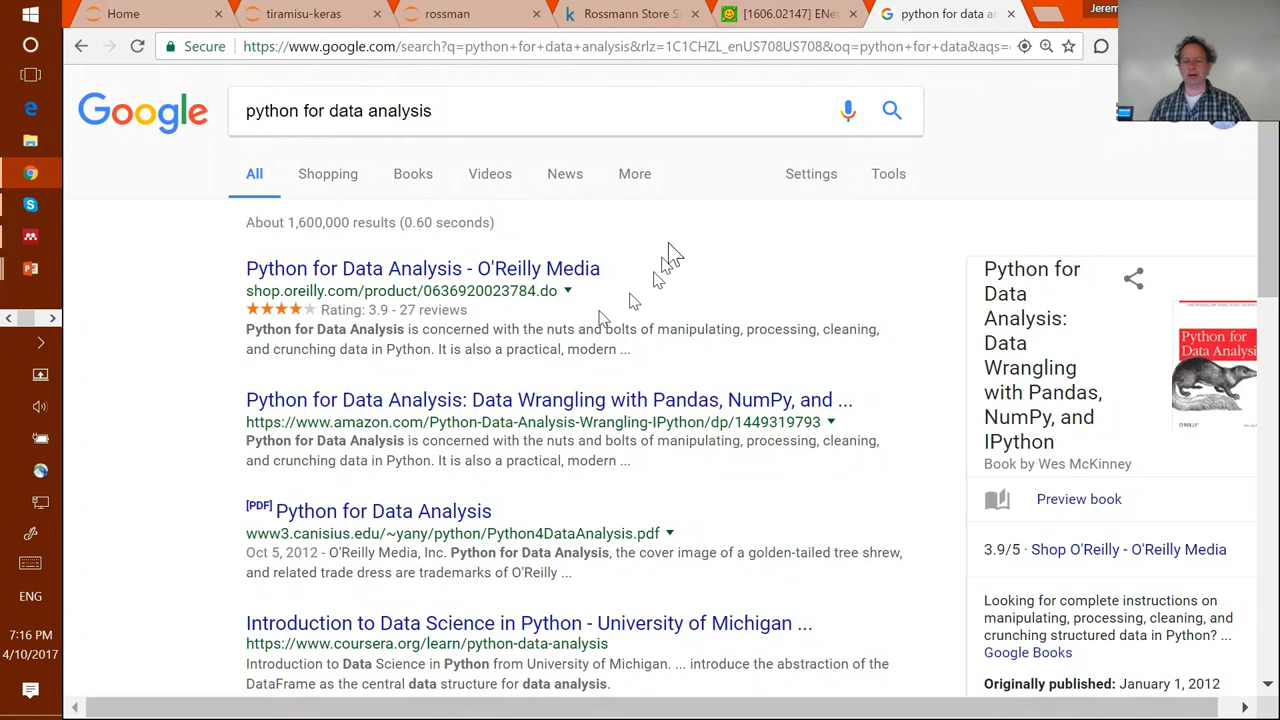 Home
tiramisu-keras
rossman
Rossmann Store S
[1606.02147] ENet
python for data an
Jerem
Secure
https://www.google.com/search?q=python+for+data+analysis&rlz=1C1CHZL_enUS708US708&oq=python+for+data&aqs=
Google
python for data analysis
All
Shopping
Books
Videos
News
More
Settings
Tools
About 1,600,000 results (0.60 seconds)
Python for Data Analysis - O'Reilly Media
shop.oreilly.com/product/0636920023784.do
Rating: 3.9 - 27 reviews
Python for Data Analysis is concerned with the nuts and bolts of manipulating, processing, cleaning,
and crunching data in Python. It is also a practical, modern ...
Python for Data Analysis: Data Wrangling with Pandas, NumPy, and ...
https://www.amazon.com/Python-Data-Analysis-Wrangling-IPython/dp/1449319793
Python for Data Analysis is concerned with the nuts and bolts of manipulating, processing, cleaning,
and crunching data in Python. It is also a practical, modern ...
[PDF] Python for Data Analysis
www3.canisius.edu/~yany/python/Python4DataAnalysis.pdf
Oct 5, 2012 - O'Reilly Media, Inc. Python for Data Analysis, the cover image of a golden-tailed tree shrew,
and related trade dress are trademarks of O'Reilly ...
Introduction to Data Science in Python - University of Michigan ...
https://www.coursera.org/learn/python-data-analysis
Introduction to Data Science in Python from University of Michigan. ... introduce the abstraction of the
DataFrame as the central data structure for data analysis.
Python for
Data
Analysis:
Data
Wrangling
with Pandas,
NumPy, and
IPython
Book by Wes McKinney
Python for
Data Analysis
O'REILLY
Preview book
3.9/5 · Shop O'Reilly - O'Reilly Media
Looking for complete instructions on
manipulating, processing, cleaning, and
crunching structured data in Python? ...
Google Books
Originally published: January 1, 2012
ENG
7:16 PM
4/10/2017